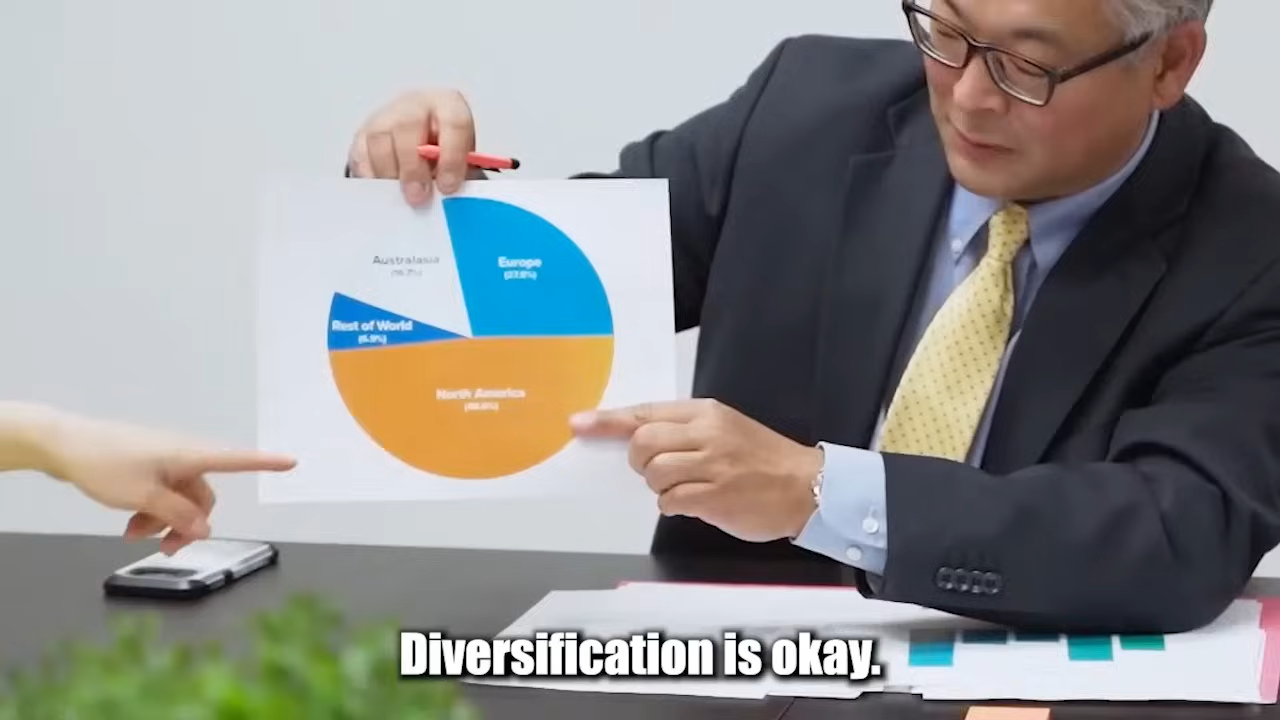 Australasia
Europe
Rest of World
North America
Diversification is okay.